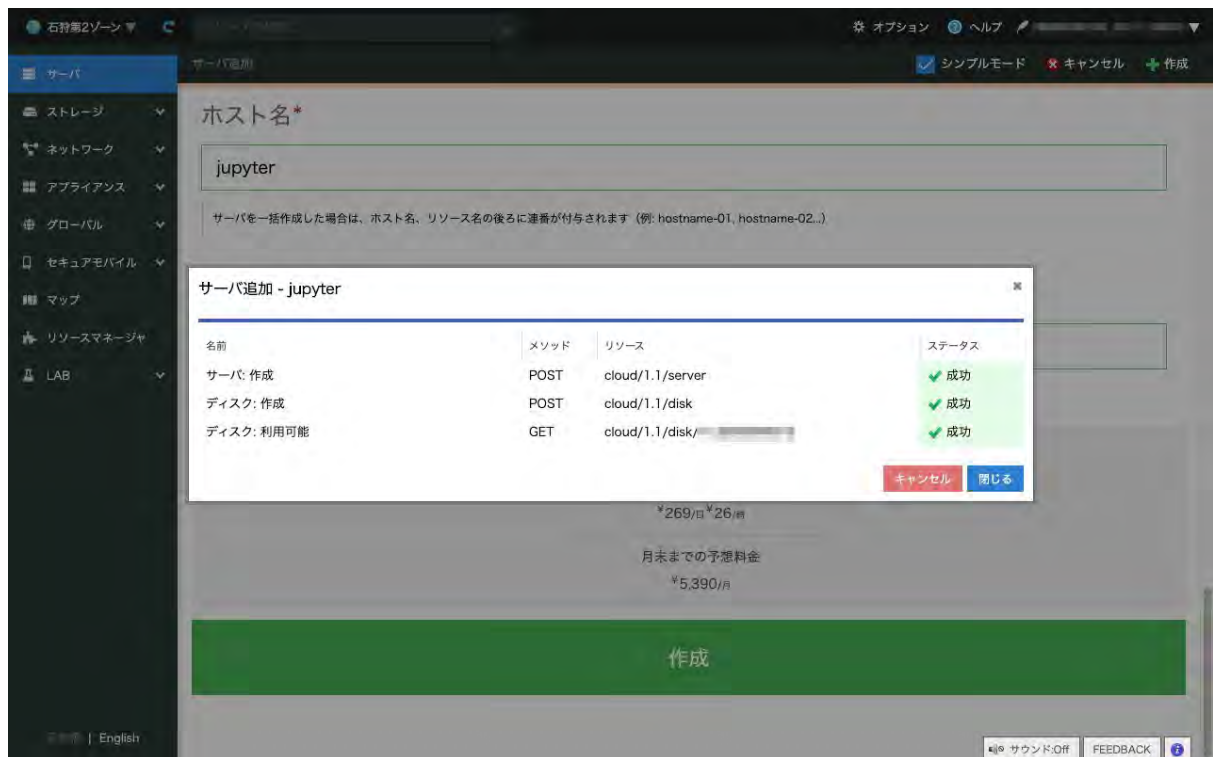 石狩第2ゾーン
オプション
ヘルプ
サーバ
サーバ追加
シンプルモード
キャンセル
作成
ストレージ
ネットワーク
アプライアンス
グローバル
セキュアモバイル
マップ
リソースマネージャ
LAB
ホスト名*
jupyter
サーバを一括作成した場合は、ホスト名、リソース名の後ろに連番が付与されます (例: hostname-01, hostname-02...)
サーバ追加 - jupyter
名前 メソッド リソース ステータス
サーバ: 作成 POST cloud/1.1/server 成功
ディスク: 作成 POST cloud/1.1/disk 成功
ディスク: 利用可能 GET cloud/1.1/disk/ 成功
キャンセル 閉じる
¥269/日 ¥26/時
月末までの予想料金
¥5,390/月
作成
| English
サウンド:Off FEEDBACK